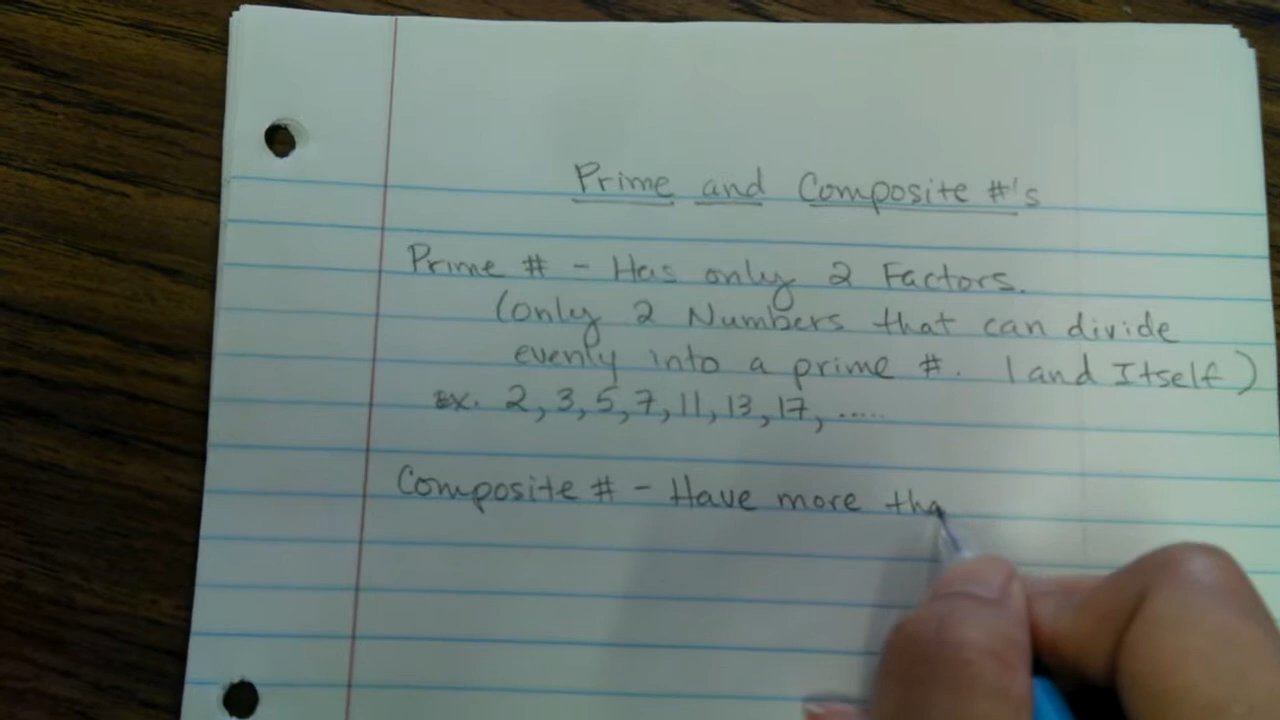 Prime and Composite #'s
Prime # - Has only 2 Factors.
(only 2 Numbers that can divide
evenly into a prime #. 1 and Itself)
Ex. 2, 3, 5, 7, 11, 13, 17, .....
Composite # - Have more tha